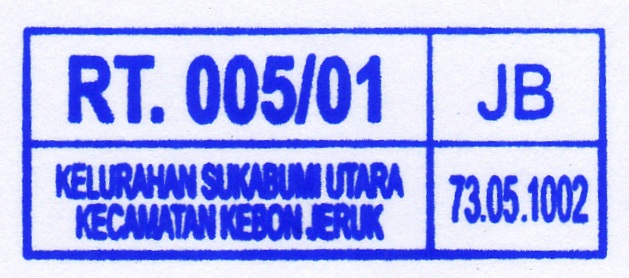 RT. 005/01
JB
KELURAHAN SUKABUMI UTARA
KECAMATAN KEBON JERUK
73.05.1002